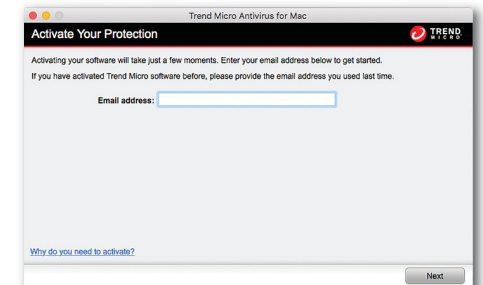 Trend Micro Antivirus for Mac
Activate Your Protection
TREND
MICRO
Activating your software will take just a few moments. Enter your email address below to get started.
If you have activated Trend Micro software before, please provide the email address you used last time.
Email address:
Why do you need to activate?
Next